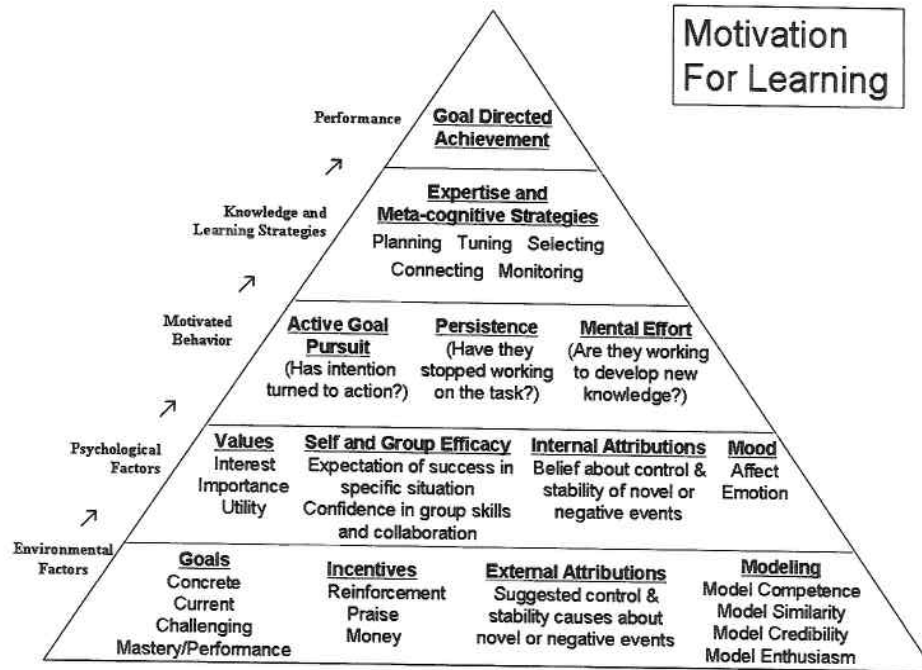 Motivation
For Learning
Performance
Goal Directed
Achievement
Knowledge and
Learning Strategies
Expertise and
Meta-cognitive Strategies
Planning Tuning Selecting
Connecting Monitoring
Motivated
Behavior
Active Goal
Pursuit
(Has intention
turned to action?)
Persistence
(Have they
stopped working
on the task?)
Mental Effort
(Are they working
to develop new
knowledge?)
Psychological
Factors
Values
Interest
Importance
Utility
Self and Group Efficacy
Expectation of success in
specific situation
Confidence in group skills
and collaboration
Internal Attributions
Belief about control &
stability of novel or
negative events
Mood
Affect
Emotion
Environmental
Factors
Goals
Concrete
Current
Challenging
Mastery/Performance
Incentives
Reinforcement
Praise
Money
External Attributions
Suggested control &
stability causes about
novel or negative events
Modeling
Model Competence
Model Similarity
Model Credibility
Model Enthusiasm